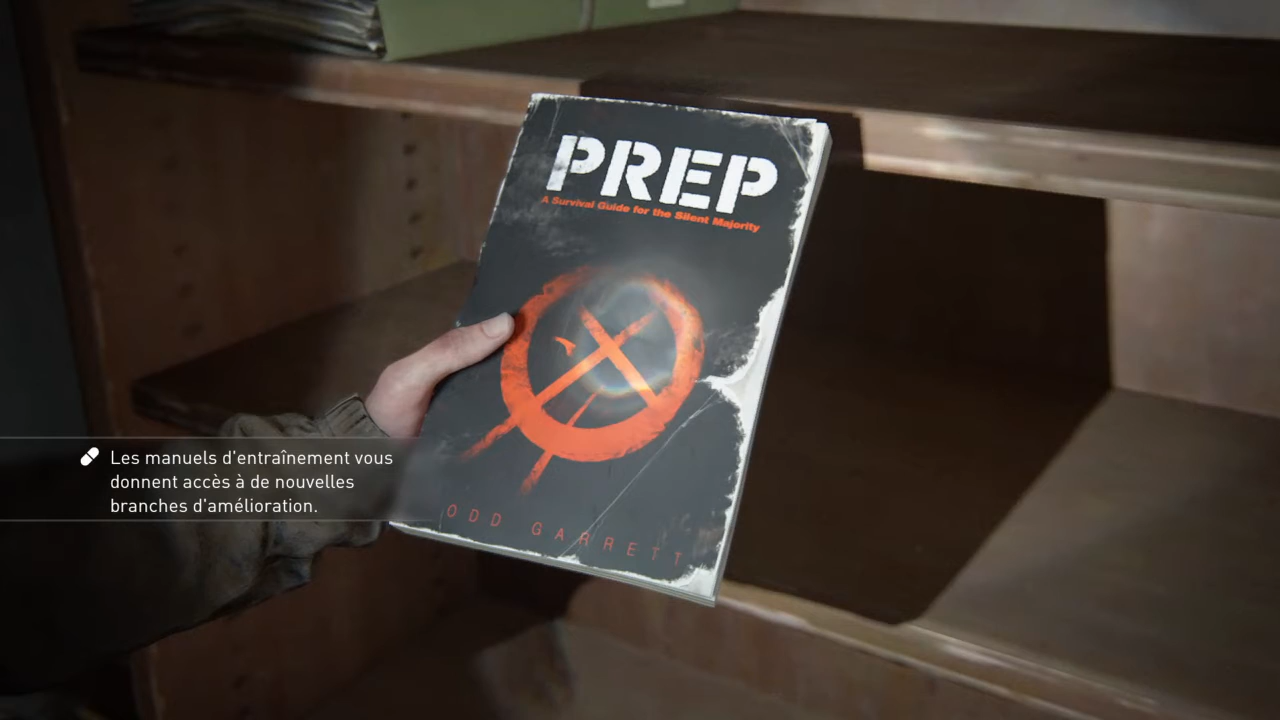 PREP
A Survival Guide for the Silent Majority
ODD GARRETT
Les manuels d'entraînement vous
donnent accès à de nouvelles
branches d'amélioration.